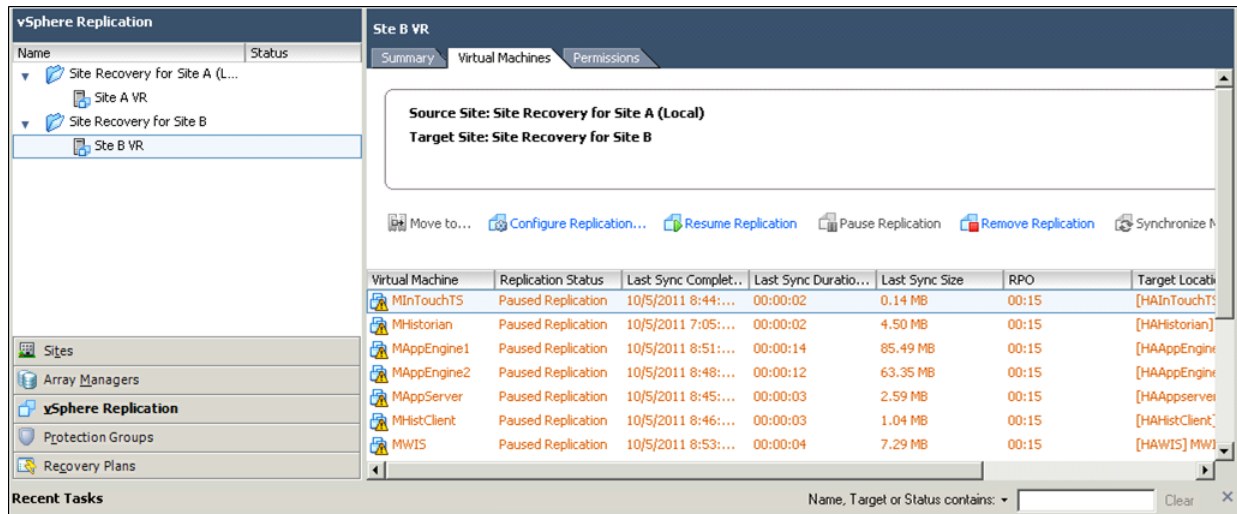 vSphere Replication
Name Status
Site Recovery for Site A (L...
Site A VR
Site Recovery for Site B
Ste B VR
Sites
Array Managers
vSphere Replication
Protection Groups
Recovery Plans
Ste B VR
Summary Virtual Machines Permissions
Source Site: Site Recovery for Site A (Local)
Target Site: Site Recovery for Site B
Move to... Configure Replication... Resume Replication Pause Replication Remove Replication Synchronize N
Virtual Machine Replication Status Last Sync Complet.. Last Sync Duratio... Last Sync Size RPO Target Locati
MInTouchTS Paused Replication 10/5/2011 8:44:... 00:00:02 0.14 MB 00:15 [HAInTouchTS
MHistorian Paused Replication 10/5/2011 7:05:... 00:00:02 4.50 MB 00:15 [HAHistorian]
MAppEngine1 Paused Replication 10/5/2011 8:51:... 00:00:14 85.49 MB 00:15 [HAAppEngine
MAppEngine2 Paused Replication 10/5/2011 8:48:... 00:00:12 63.35 MB 00:15 [HAAppEngine
MAppServer Paused Replication 10/5/2011 8:45:... 00:00:03 2.59 MB 00:15 [HAAppserver
MHistClient Paused Replication 10/5/2011 8:46:... 00:00:03 1.04 MB 00:15 [HAHistClient]
MWIS Paused Replication 10/5/2011 8:53:... 00:00:04 7.29 MB 00:15 [HAWIS] MWI
Recent Tasks Name, Target or Status contains: Clear